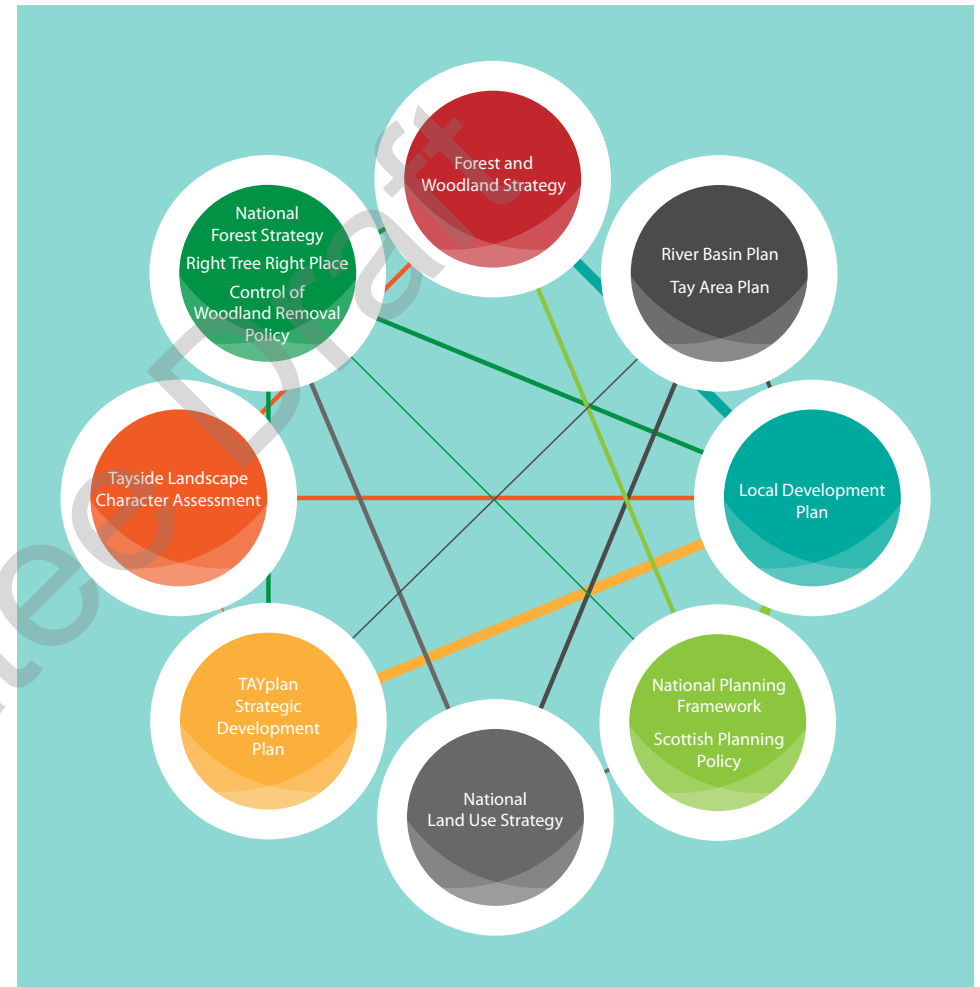 Forest and
Woodland Strategy
National
Forest Strategy
Right Tree Right Place
Control of
Woodland Removal
Policy
River Basin Plan
Tay Area Plan
Tayside Landscape
Character Assessment
Local Development
Plan
TAYplan
Strategic
Development
Plan
National Planning
Framework
Scottish Planning
Policy
National
Land Use Strategy
Draft